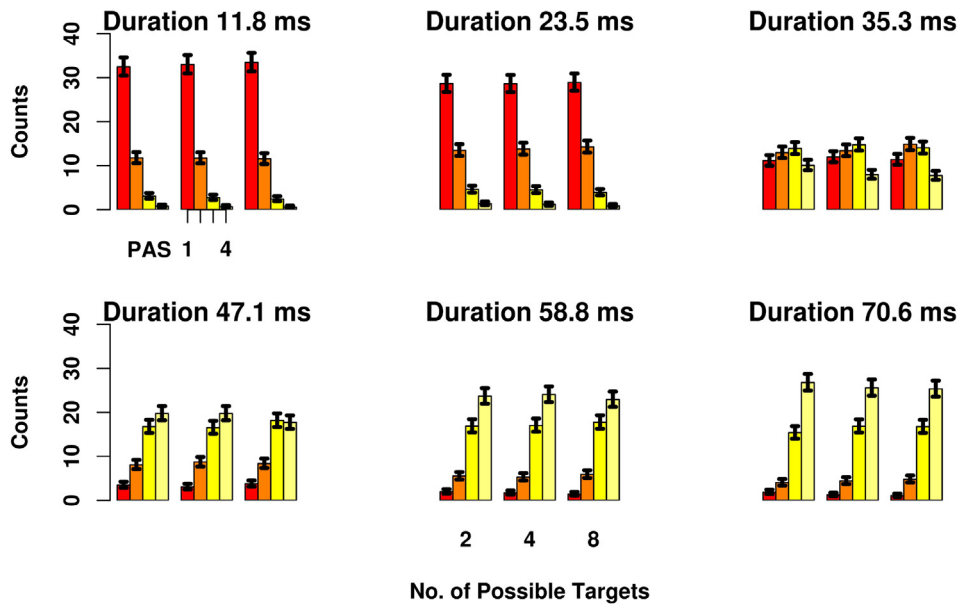 Duration 11.8 ms
Duration 23.5 ms
Duration 35.3 ms
Counts
40
30
20
10
0
PAS 1 4
Duration 47.1 ms
Duration 58.8 ms
Duration 70.6 ms
Counts
40
30
20
10
0
2 4 8
No. of Possible Targets